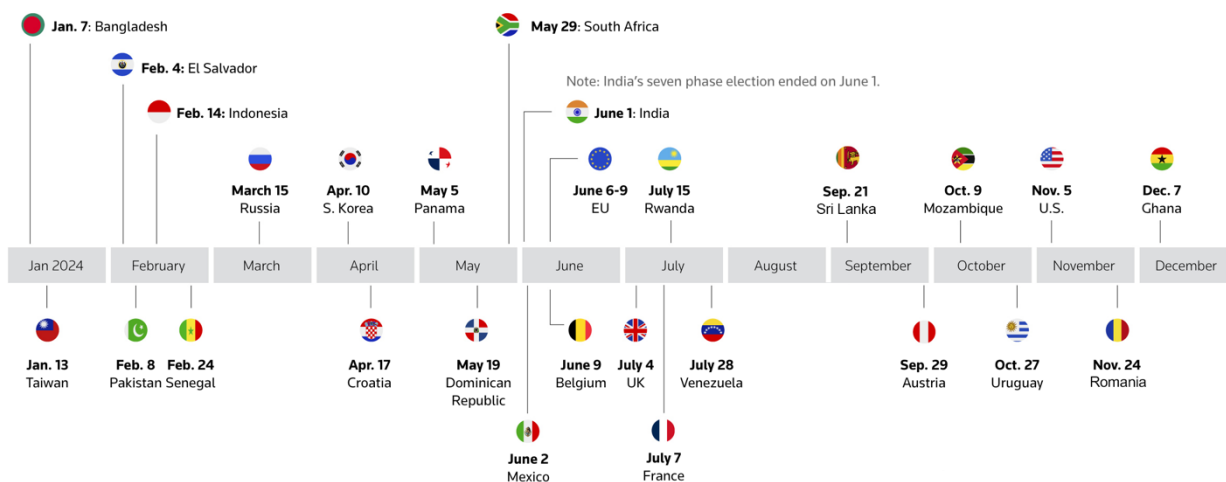 Jan. 7: Bangladesh
May 29: South Africa
Feb. 4: El Salvador
Note: India's seven phase election ended on June 1.
Feb. 14: Indonesia
June 1: India
March 15
Russia
Apr. 10
S. Korea
May 5
Panama
June 6-9
EU
July 15
Rwanda
Sep. 21
Sri Lanka
Oct. 9
Mozambique
Nov. 5
U.S.
Dec. 7
Ghana
Jan 2024
February
March
April
May
June
July
August
September
October
November
December
Jan. 13
Taiwan
Feb. 8
Pakistan
Feb. 24
Senegal
Apr. 17
Croatia
May 19
Dominican
Republic
June 9
Belgium
July 4
UK
July 28
Venezuela
Sep. 29
Austria
Oct. 27
Uruguay
Nov. 24
Romania
June 2
Mexico
July 7
France